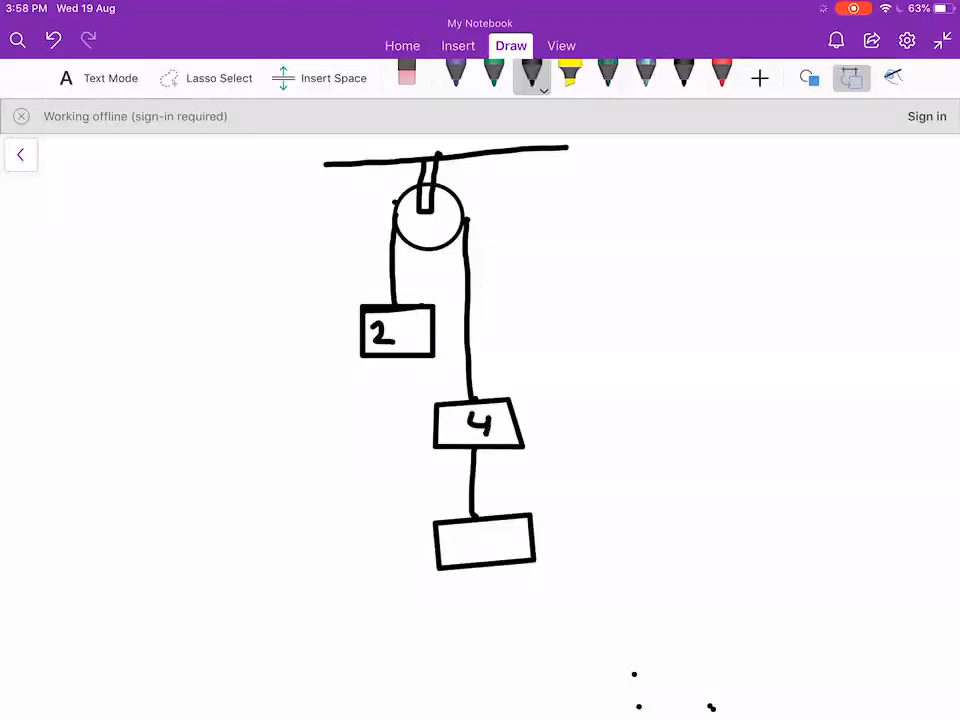 3:58 PM Wed 19 Aug
63%
My Notebook
Home Insert Draw View
A Text Mode Lasso Select Insert Space
Working offline (sign-in required) Sign in
2
4